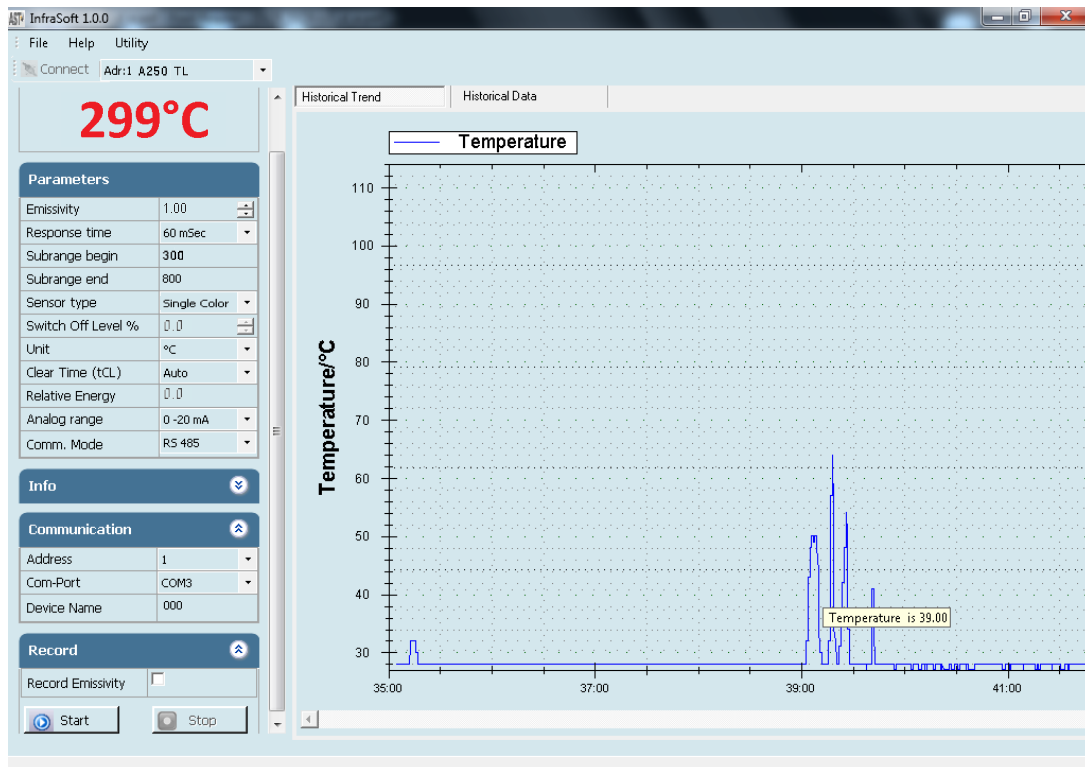 AST InfraSoft 1.0.0
File Help Utility
Connect Adr:1 A250 TL
299°C
Parameters
Emissivity 1.00
Response time 60 mSec
Subrange begin 300
Subrange end 800
Sensor type Single Color
Switch Off Level % 0.0
Unit °C
Clear Time (tCL) Auto
Relative Energy 0.0
Analog range 0 -20 mA
Comm. Mode RS 485
Info
Communication
Address 1
Com-Port COM3
Device Name 000
Record
Record Emissivity
Start Stop
Historical Trend Historical Data
Temperature
Temperature/°C
110
100
90
80
70
60
50
40
30
Temperature is 39.00
35:00 37:00 39:00 41:00